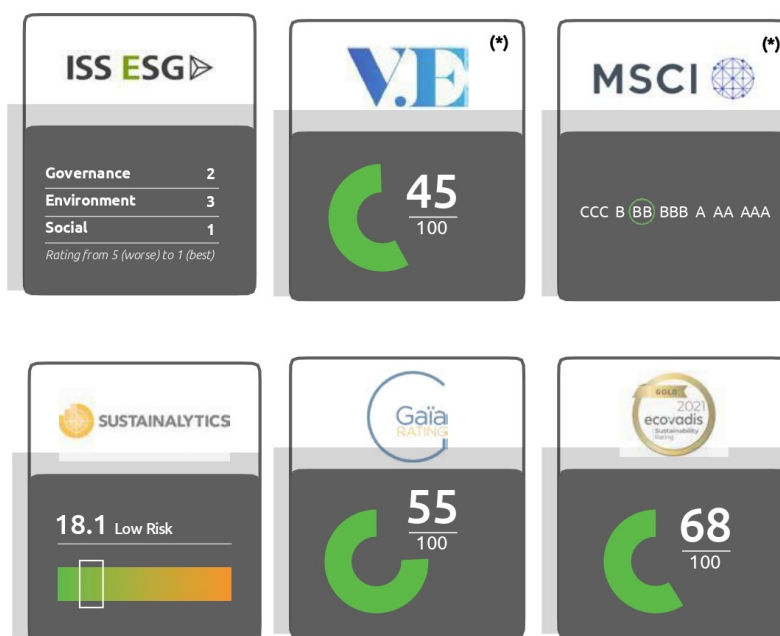 ISS ESG
Governance 2
Environment 3
Social 1
Rating from 5 (worse) to 1 (best)
V.E (*)
45
100
MSCI (*)
CCC B BB BBB A AA AAA
SUSTAINALYTICS
18.1 Low Risk
Gaïa
RATING
55
100
GOLD
2021
ecovadis
Sustainability
Rating
68
100